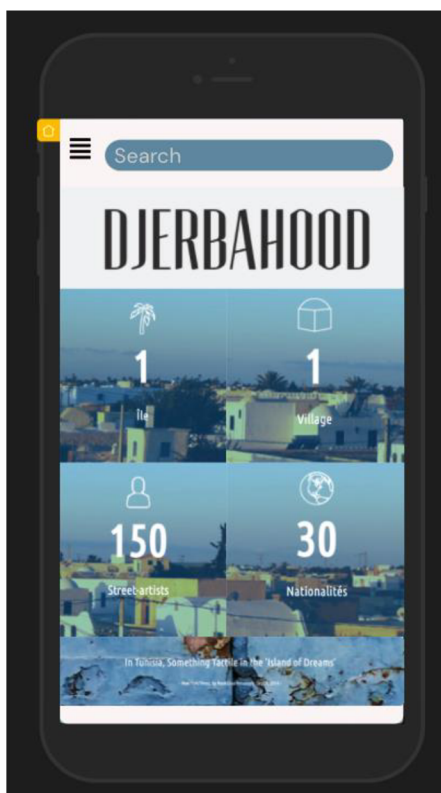 Search
DJERBAHOOD
1
Île
1
Village
150
Street-artists
30
Nationalités
In Tunisia, Something Tactile in the 'Island of Dreams'